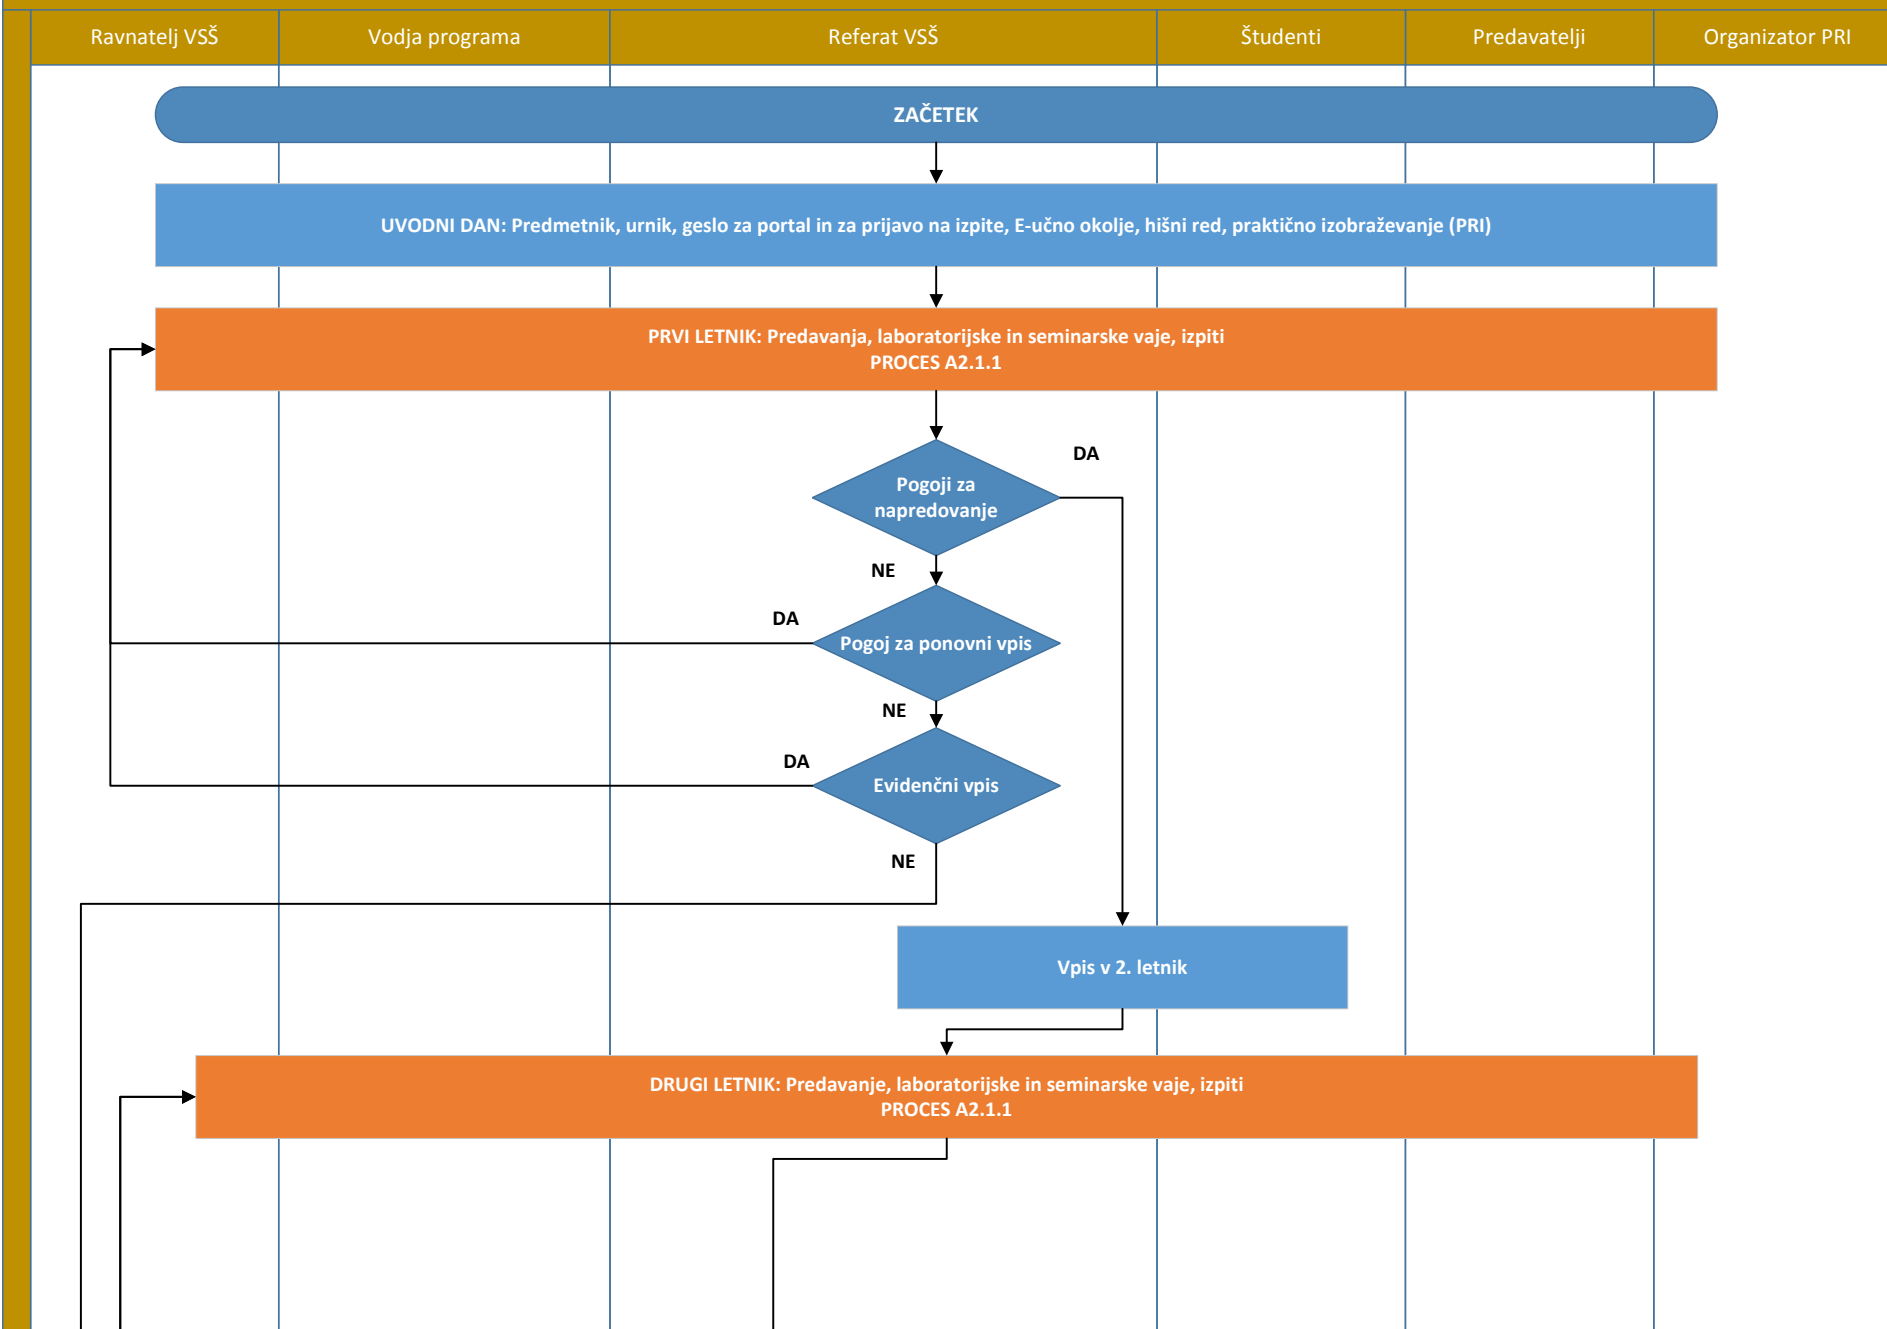 Ravnatelj VSŠ
Vodja programa
Referat VSŠ
Študenti
Predavatelji
Organizator PRI
ZAČETEK
UVODNI DAN: Predmetnik, urnik, geslo za portal in za prijavo na izpite, E-učno okolje, hišni red, praktično izobraževanje (PRI)
PRVI LETNIK: Predavanja, laboratorijske in seminarske vaje, izpiti
PROCES A2.1.1
DA
Pogoji za
napredovanje
NE
DA
Pogoj za ponovni vpis
NE
DA
Evidenčni vpis
NE
Vpis v 2. letnik
DRUGI LETNIK: Predavanje, laboratorijske in seminarske vaje, izpiti
PROCES A2.1.1